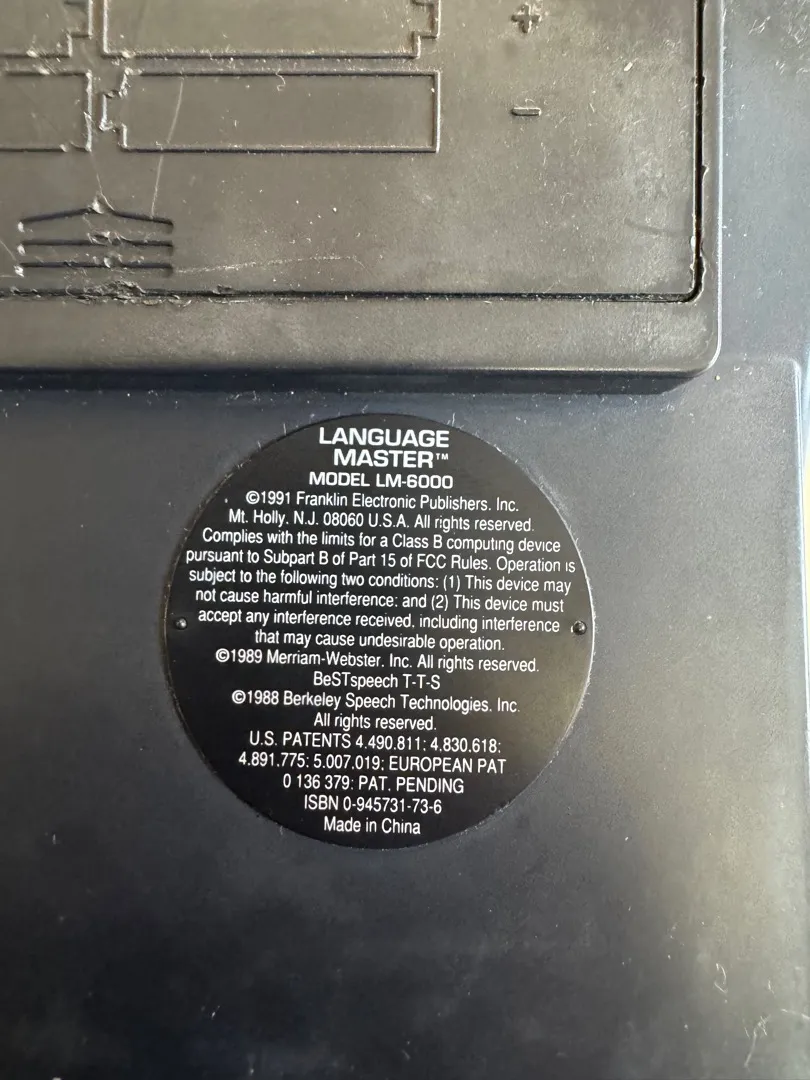 +
-
LANGUAGE
MASTER™
MODEL LM-6000
©1991 Franklin Electronic Publishers. Inc.
Mt. Holly. N.J. 08060 U.S.A. All rights reserved.
Complies with the limits for a Class B computing device
pursuant to Subpart B of Part 15 of FCC Rules. Operation is
subject to the following two conditions: (1) This device may
not cause harmful interference: and (2) This device must
accept any interference received, including interference
that may cause undesirable operation.
©1989 Merriam-Webster. Inc. All rights reserved.
BeSTspeech T-T-S
©1988 Berkeley Speech Technologies. Inc.
All rights reserved.
U.S. PATENTS 4.490.811: 4.830.618:
4.891.775: 5.007.019: EUROPEAN PAT
0 136 379: PAT. PENDING
ISBN 0-945731-73-6
Made in China